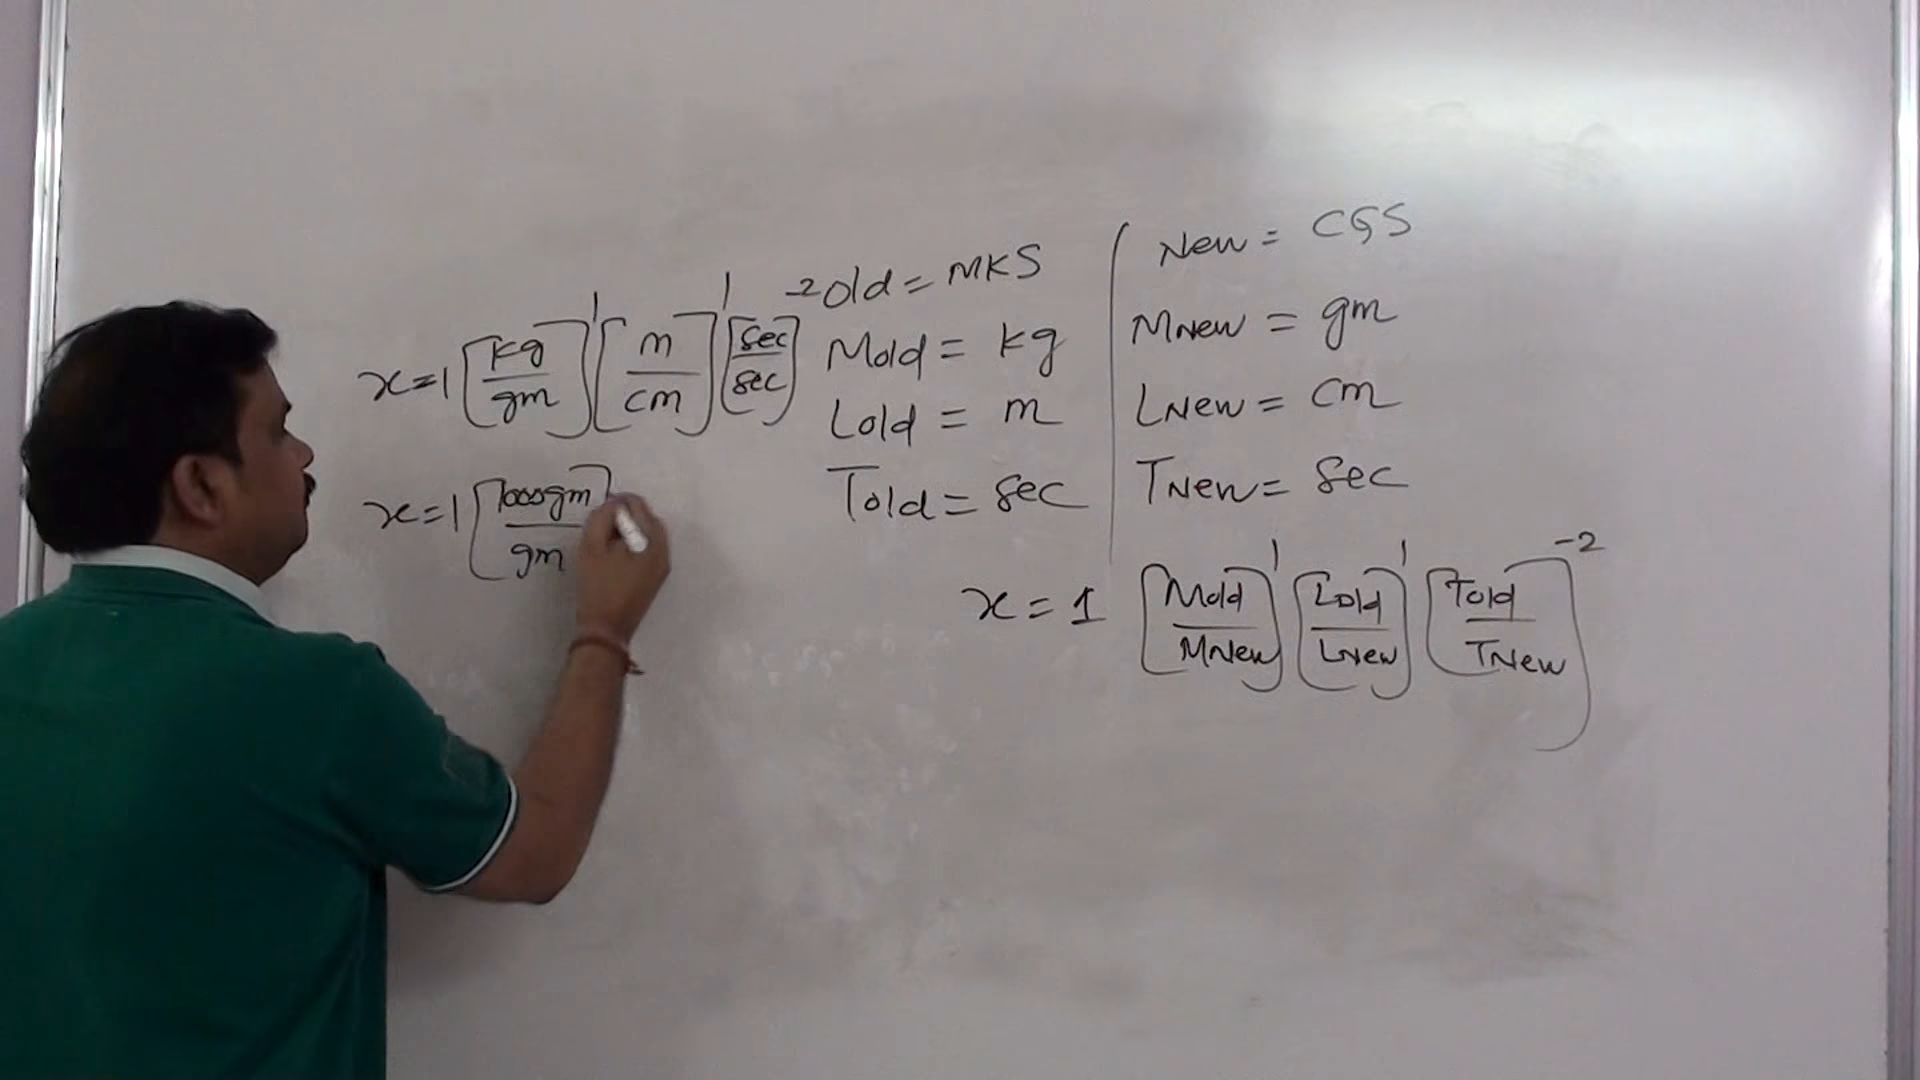 x=1 [kg/gm]^1 [m/cm]^1 [sec/sec]^-2
x=1 [1000gm/gm]
Old = MKS
Mold = kg
Lold = m
Told = sec
New = CGS
MNew = gm
LNew = cm
TNew = sec
x = 1 [Mold/MNew]^1 [Lold/LNew]^1 [Told/TNew]^-2